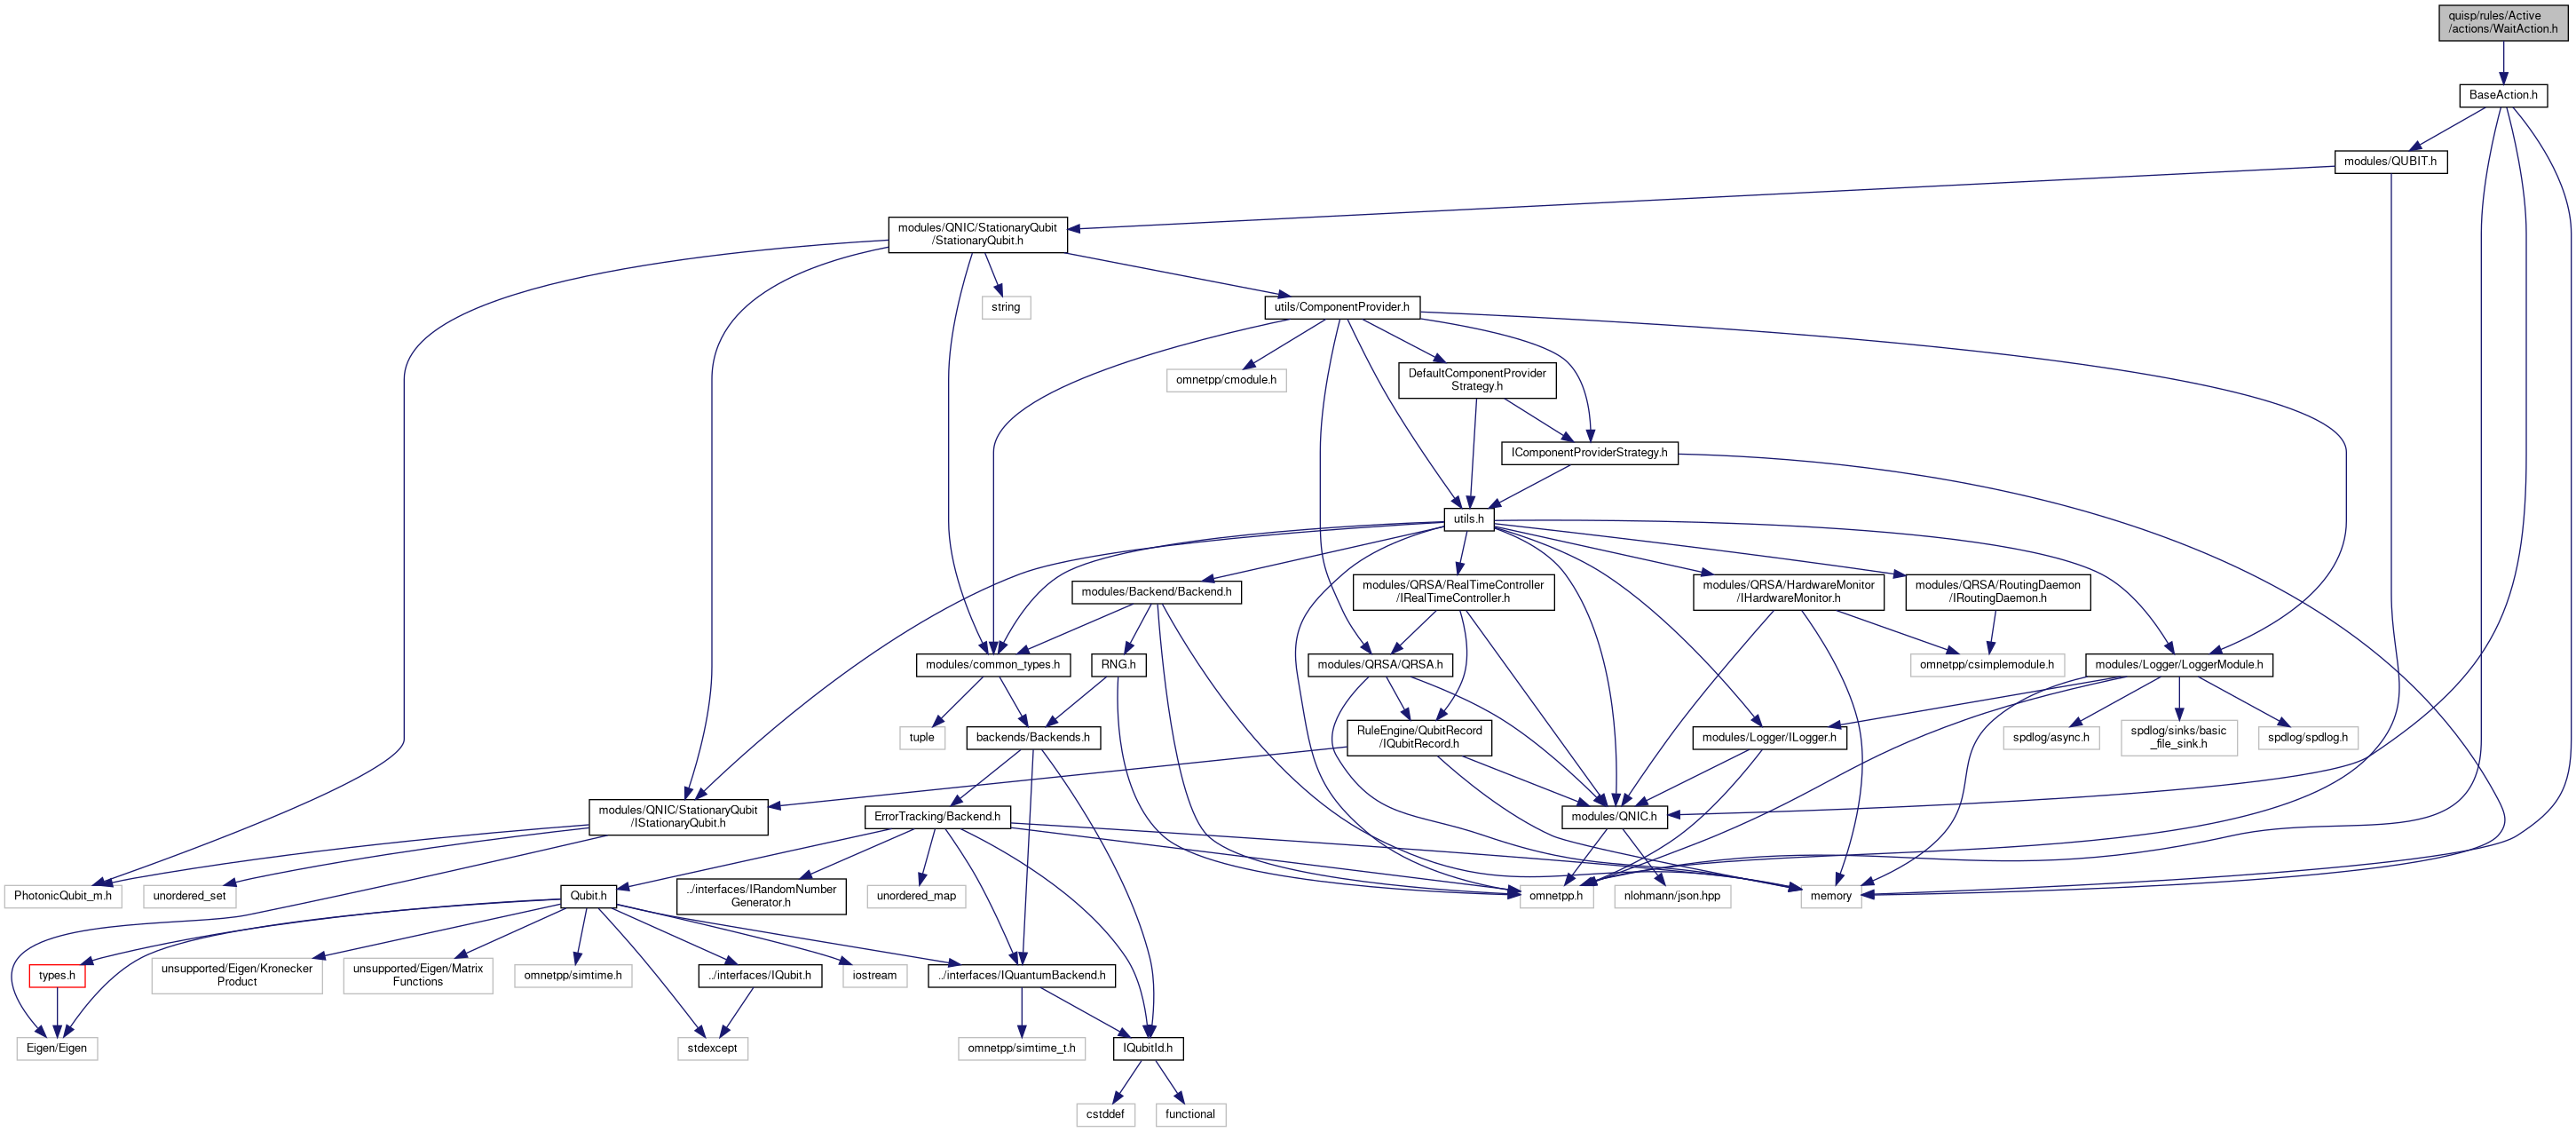 quisp/rules/Active
/actions/WaitAction.h
BaseAction.h
modules/QUBIT.h
modules/QNIC/StationaryQubit
/StationaryQubit.h
string
utils/ComponentProvider.h
omnetpp/cmodule.h
DefaultComponentProvider
Strategy.h
IComponentProviderStrategy.h
utils.h
modules/Backend/Backend.h
modules/QRSA/RealTimeController
/IRealTimeController.h
modules/QRSA/HardwareMonitor
/IHardwareMonitor.h
modules/QRSA/RoutingDaemon
/IRoutingDaemon.h
modules/common_types.h
RNG.h
modules/QRSA/QRSA.h
omnetpp/csimplemodule.h
modules/Logger/LoggerModule.h
tuple
backends/Backends.h
RuleEngine/QubitRecord
/IQubitRecord.h
modules/Logger/ILogger.h
spdlog/async.h
spdlog/sinks/basic
_file_sink.h
spdlog/spdlog.h
modules/QNIC/StationaryQubit
/IStationaryQubit.h
ErrorTracking/Backend.h
modules/QNIC.h
PhotonicQubit_m.h
unordered_set
Qubit.h
../interfaces/IRandomNumber
Generator.h
unordered_map
omnetpp.h
nlohmann/json.hpp
memory
types.h
unsupported/Eigen/Kronecker
Product
unsupported/Eigen/Matrix
Functions
omnetpp/simtime.h
../interfaces/IQubit.h
iostream
../interfaces/IQuantumBackend.h
Eigen/Eigen
stdexcept
omnetpp/simtime_t.h
IQubitId.h
cstddef
functional